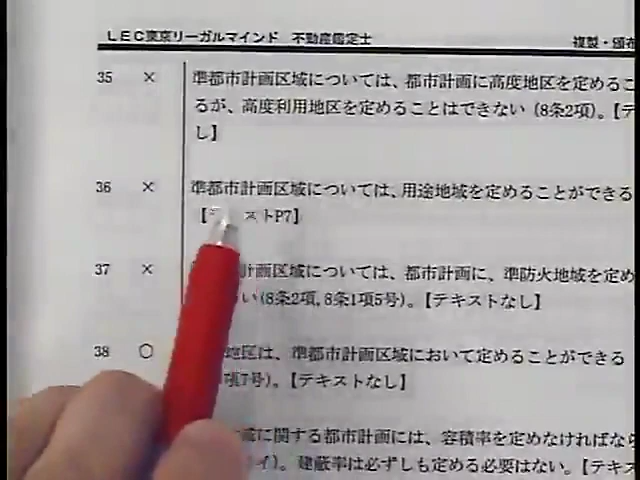 LEC東京リーガルマインド 不動産鑑定士 複製・頒布
35 × 準都市計画区域については、都市計画に高度地区を定めるこ
るが、高度利用地区を定めることはできない (8条2項)。【テ
し】
36 × 準都市計画区域については、用途地域を定めることができる
【テキストP7】
37 × 計画区域については、都市計画に、準防火地域を定め
い(8条2項, 8条1項5号)。【テキストなし】
38 ○ 地区は、準都市計画区域において定めることができる
項7号)。【テキストなし】
域に関する都市計画には、容積率を定めなければなら
イ)。建蔽率は必ずしも定める必要はない。【テキス